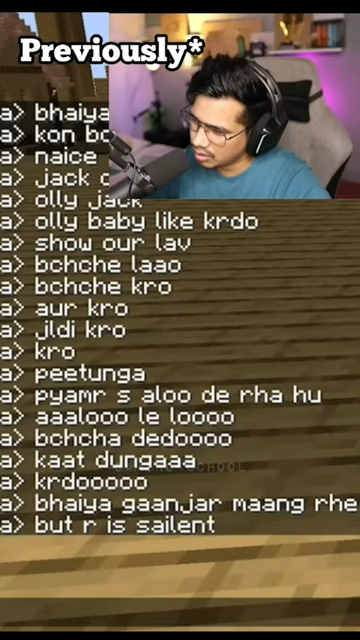 Previously*
a> bhaiya
a> kon
a> naice
a> jack
a> olly jack
a> olly baby like krdo
a> show our lav
a> bchche laao
a> bchche kro
a> aur kro
a> jldi kro
a> kro
a> peetunga
a> pyamr s aloo de rha hu
a> aaalooo le loooo
a> bchcha dedoooo
a> kaat dungaaa
SCHOOL
a> krdooooo
a> bhaiya gaanjar maang rhe
a> but r is sailent